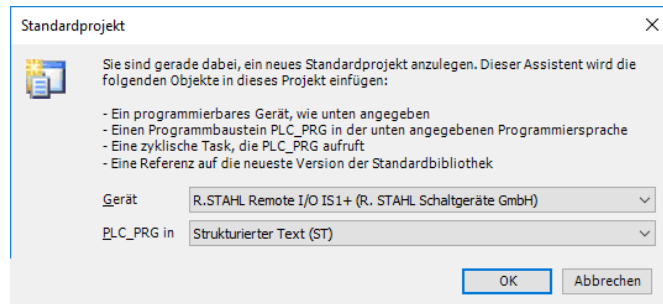 Standardprojekt
Sie sind gerade dabei, ein neues Standardprojekt anzulegen. Dieser Assistent wird die
folgenden Objekte in dieses Projekt einfügen:
- Ein programmierbares Gerät, wie unten angegeben
- Einen Programmbaustein PLC_PRG in der unten angegebenen Programmiersprache
- Eine zyklische Task, die PLC_PRG aufruft
- Eine Referenz auf die neueste Version der Standardbibliothek
Gerät R.STAHL Remote I/O IS1+ (R. STAHL Schaltgeräte GmbH)
PLC_PRG in Strukturierter Text (ST)
OK Abbrechen